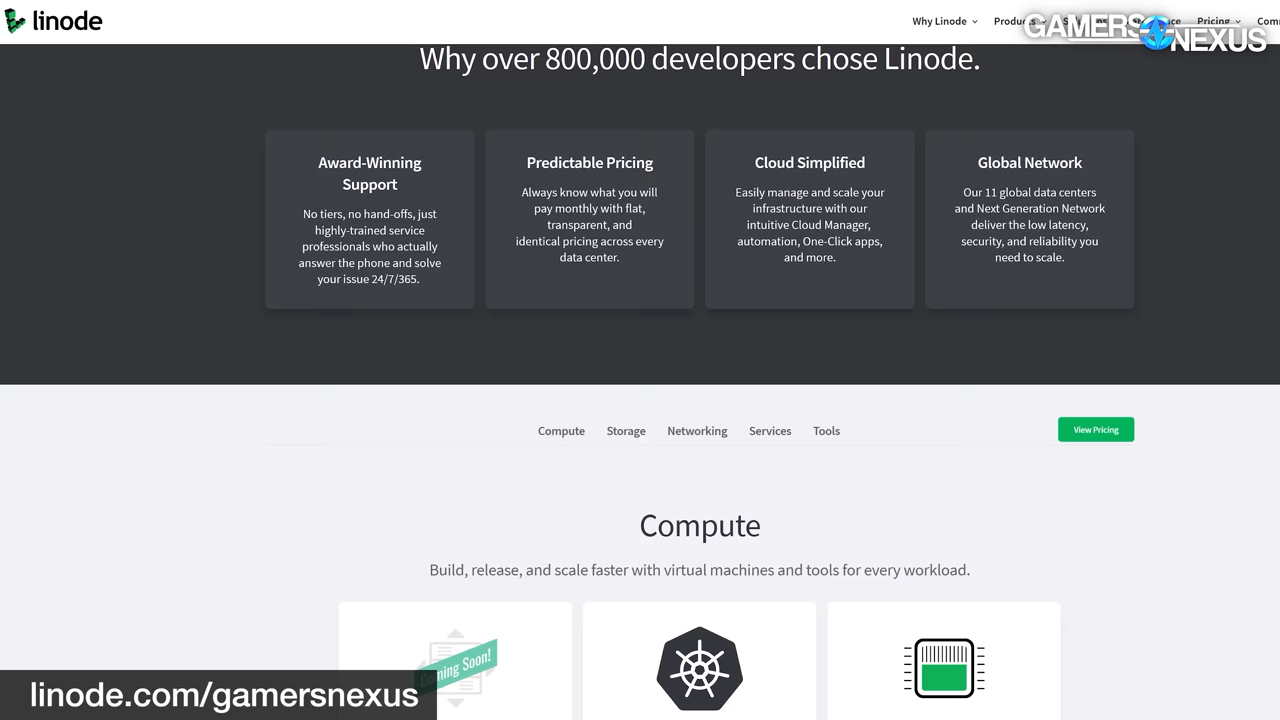 linode
Why Linode
Pricing
GAMERS NEXUS
Why over 800,000 developers chose Linode.
Award-Winning
Support
No tiers, no hand-offs, just
highly-trained service
professionals who actually
answer the phone and solve
your issue 24/7/365.
Predictable Pricing
Always know what you will
pay monthly with flat,
transparent, and
identical pricing across every
data center.
Cloud Simplified
Easily manage and scale your
infrastructure with our
intuitive Cloud Manager,
automation, One-Click apps,
and more.
Global Network
Our 11 global data centers
and Next Generation Network
deliver the low latency,
security, and reliability you
need to scale.
Compute Storage Networking Services Tools
View Pricing
Compute
Build, release, and scale faster with virtual machines and tools for every workload.
Coming Soon!
linode.com/gamersnexus